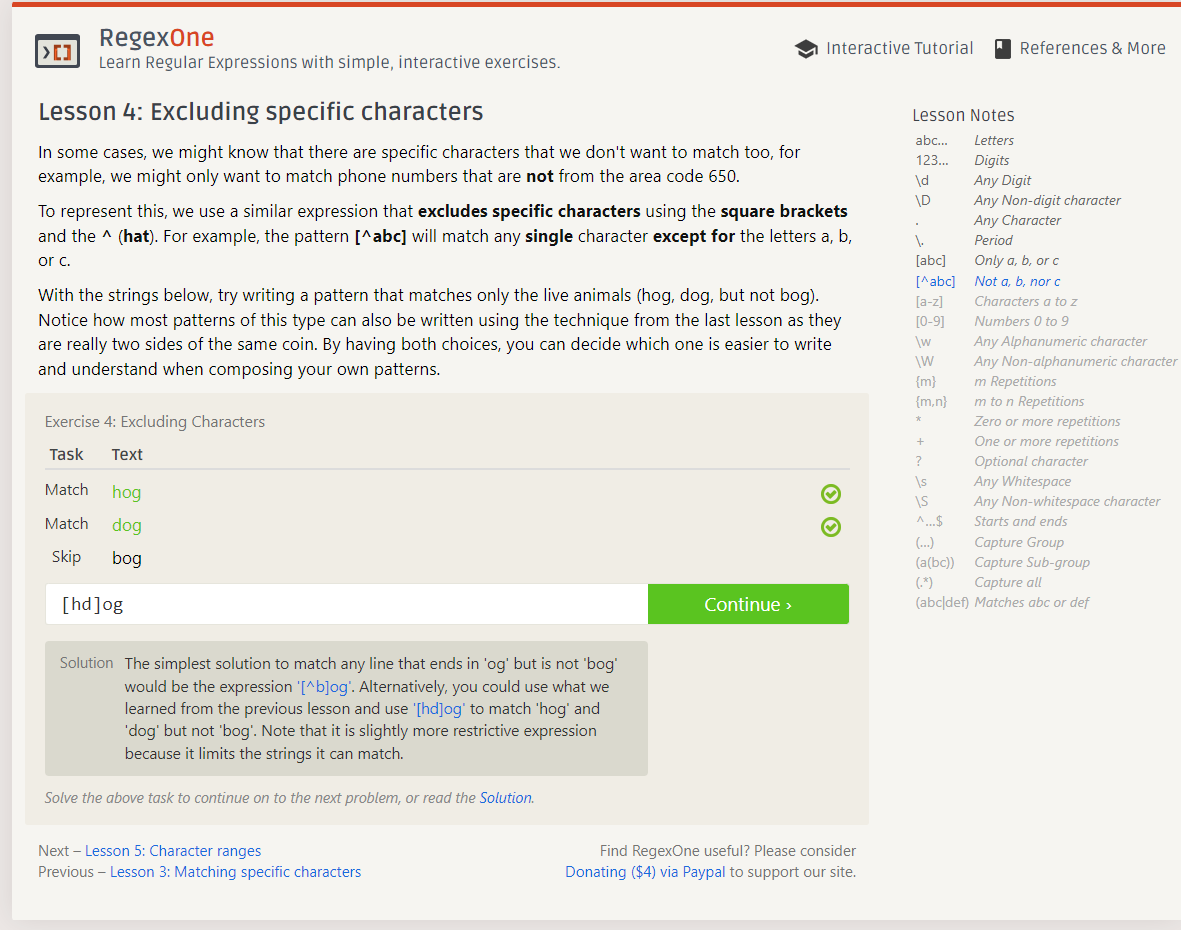 RegexOne
Learn Regular Expressions with simple, interactive exercises.
Interactive Tutorial
References & More
Lesson 4: Excluding specific characters
In some cases, we might know that there are specific characters that we don't want to match too, for
example, we might only want to match phone numbers that are not from the area code 650.
To represent this, we use a similar expression that excludes specific characters using the square brackets
and the ^ (hat). For example, the pattern [^abc] will match any single character except for the letters a, b,
or c.
With the strings below, try writing a pattern that matches only the live animals (hog, dog, but not bog).
Notice how most patterns of this type can also be written using the technique from the last lesson as they
are really two sides of the same coin. By having both choices, you can decide which one is easier to write
and understand when composing your own patterns.
Exercise 4: Excluding Characters
Task Text
Match hog
Match dog
Skip bog
[hd]og
Continue ›
Solution The simplest solution to match any line that ends in 'og' but is not 'bog'
would be the expression '[^b]og'. Alternatively, you could use what we
learned from the previous lesson and use '[hd]og' to match 'hog' and
'dog' but not 'bog'. Note that it is slightly more restrictive expression
because it limits the strings it can match.
Solve the above task to continue on to the next problem, or read the Solution.
Next – Lesson 5: Character ranges
Previous – Lesson 3: Matching specific characters
Find RegexOne useful? Please consider
Donating ($4) via Paypal to support our site.
Lesson Notes
abc… Letters
123… Digits
\d Any Digit
\D Any Non-digit character
. Any Character
\. Period
[abc] Only a, b, or c
[^abc] Not a, b, nor c
[a-z] Characters a to z
[0-9] Numbers 0 to 9
\w Any Alphanumeric character
\W Any Non-alphanumeric character
{m} m Repetitions
{m,n} m to n Repetitions
* Zero or more repetitions
+ One or more repetitions
? Optional character
\s Any Whitespace
\S Any Non-whitespace character
^…$ Starts and ends
(…) Capture Group
(a(bc)) Capture Sub-group
(.*) Capture all
(abc|def) Matches abc or def